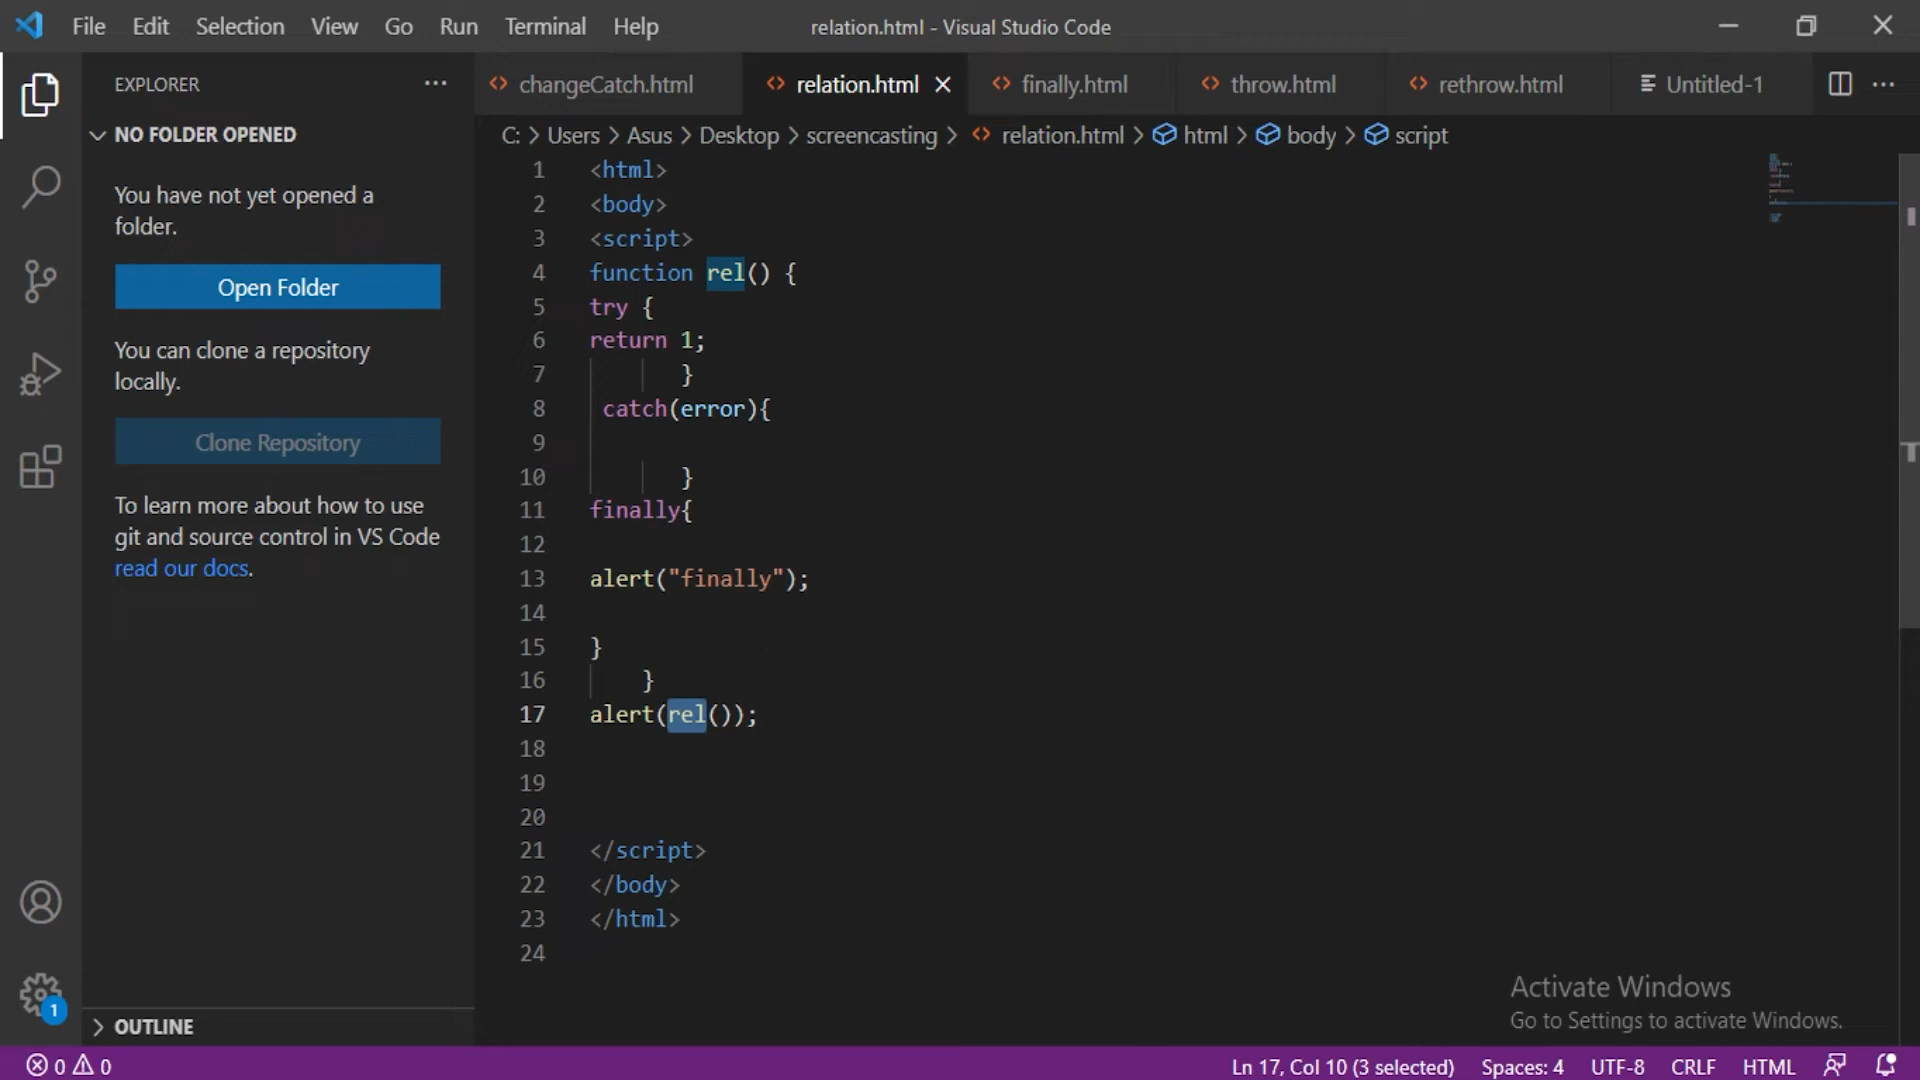 File Edit Selection View Go Run Terminal Help relation.html - Visual Studio Code
EXPLORER ···
changeCatch.html relation.html finally.html throw.html rethrow.html Untitled-1 ···
NO FOLDER OPENED
You have not yet opened a
folder.
Open Folder
You can clone a repository
locally.
Clone Repository
To learn more about how to use
git and source control in VS Code
read our docs.
OUTLINE
1
C: > Users > Asus > Desktop > screencasting > relation.html > html > body > script
1 <html>
2 <body>
3 <script>
4 function rel() {
5 try {
6 return 1;
7 }
8 catch(error){
9
10 }
11 finally{
12
13 alert("finally");
14
15 }
16 }
17 alert(rel());
18
19
20
21 </script>
22 </body>
23 </html>
24
Activate Windows
Go to Settings to activate Windows.
0 0 Ln 17, Col 10 (3 selected) Spaces: 4 UTF-8 CRLF HTML